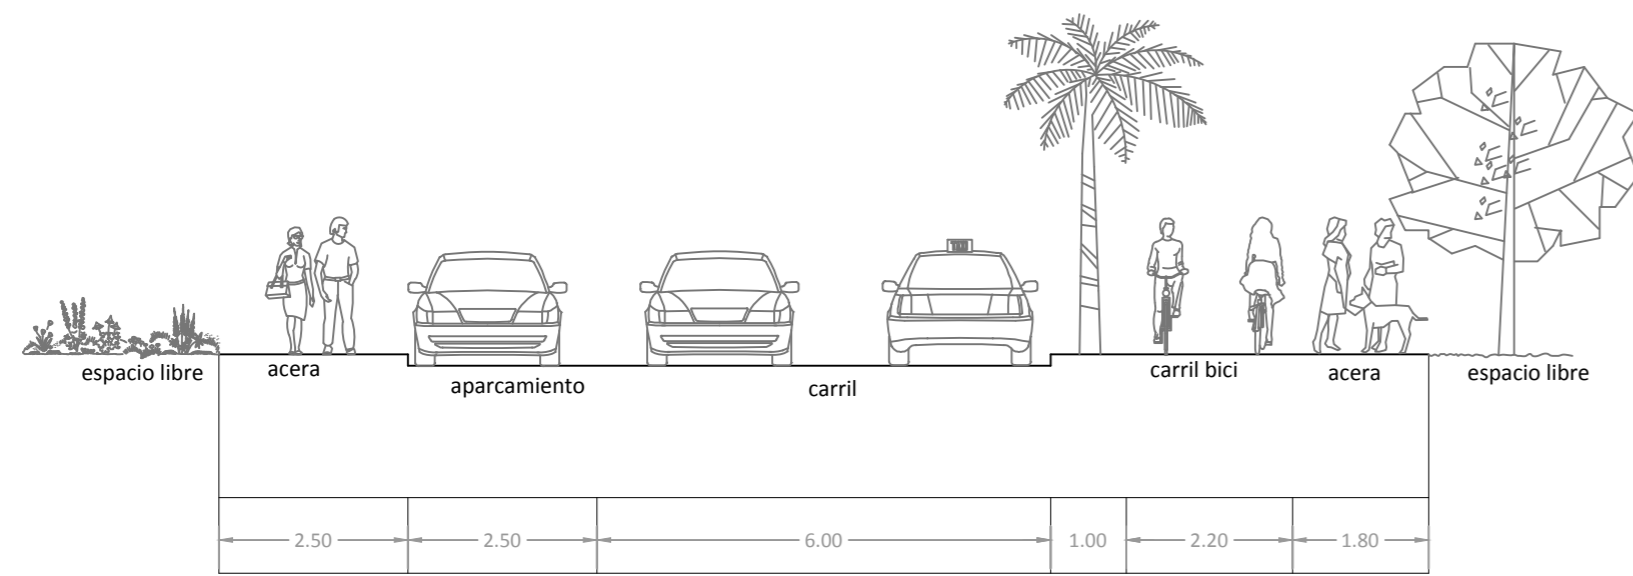 espacio libre
acera
aparcamiento
carril
carril bici
acera
espacio libre
2.50
2.50
6.00
1.00
2.20
1.80